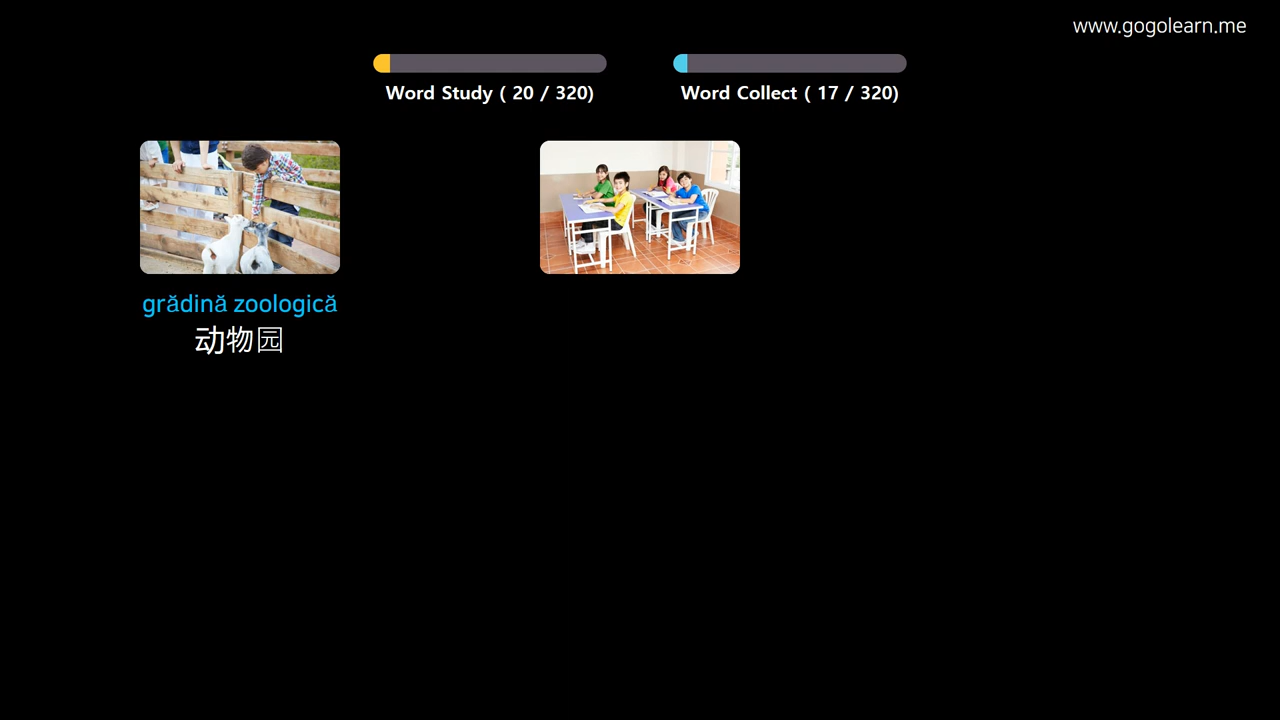 www.gogolearn.me
Word Study ( 20 / 320)
Word Collect ( 17 / 320)
grădină zoologică
动物园